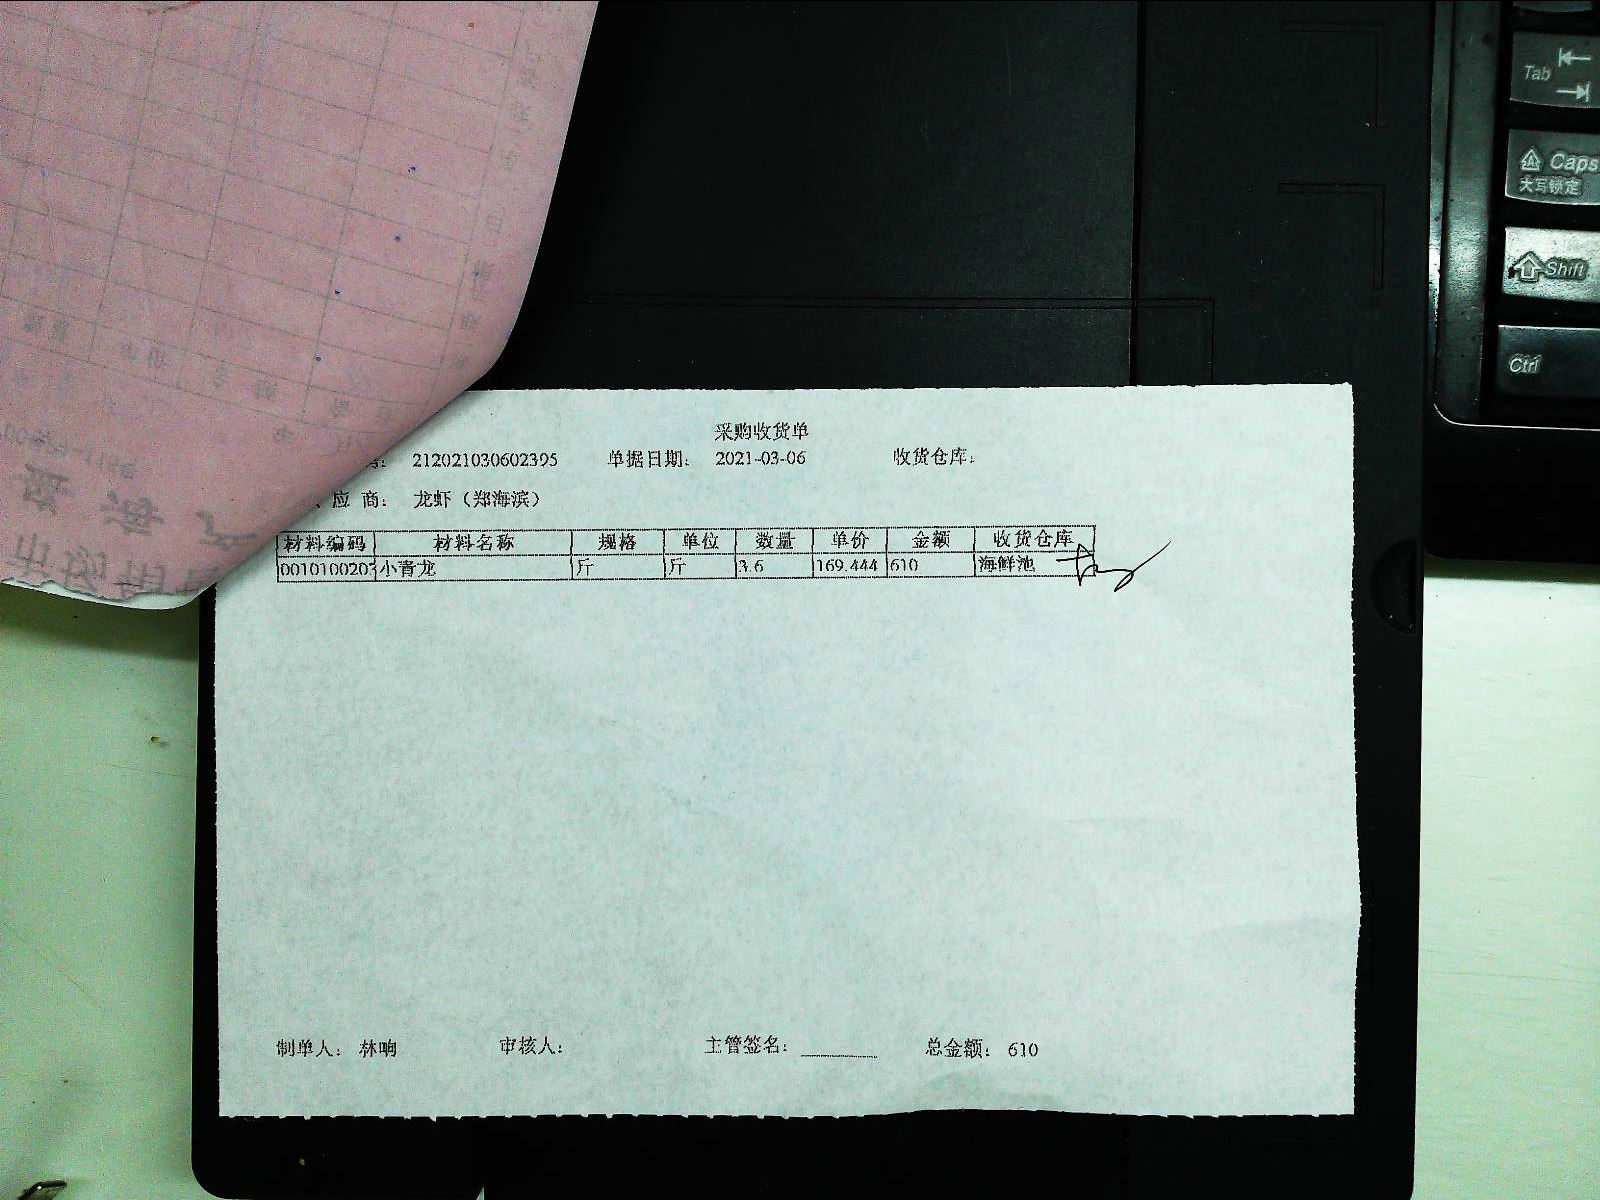 Tab
Caps
大写锁定
Shift
Ctrl
采购收货单
212021030602395 单据日期: 2021-03-06 收货仓库:
应 商: 龙虾（郑海滨）
材料编码 材料名称 规格 单位 数量 单价 金额 收货仓库
0010100203 小青龙 斤 斤 3.6 169.444 610 海鲜池
制单人: 林响 审核人: 主管签名: 总金额: 610